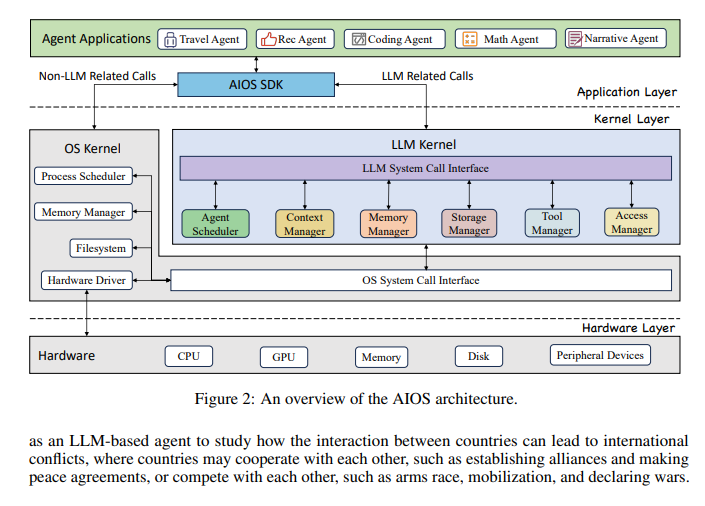 Agent Applications
Travel Agent
Rec Agent
Coding Agent
Math Agent
Narrative Agent
Non-LLM Related Calls
AIOS SDK
LLM Related Calls
Application Layer
Kernel Layer
OS Kernel
Process Scheduler
Memory Manager
Filesystem
Hardware Driver
LLM Kernel
LLM System Call Interface
Agent
Scheduler
Context
Manager
Memory
Manager
Storage
Manager
Tool
Manager
Access
Manager
OS System Call Interface
Hardware Layer
Hardware
CPU
GPU
Memory
Disk
Peripheral Devices
Figure 2: An overview of the AIOS architecture.
as an LLM-based agent to study how the interaction between countries can lead to international
conflicts, where countries may cooperate with each other, such as establishing alliances and making
peace agreements, or compete with each other, such as arms race, mobilization, and declaring wars.